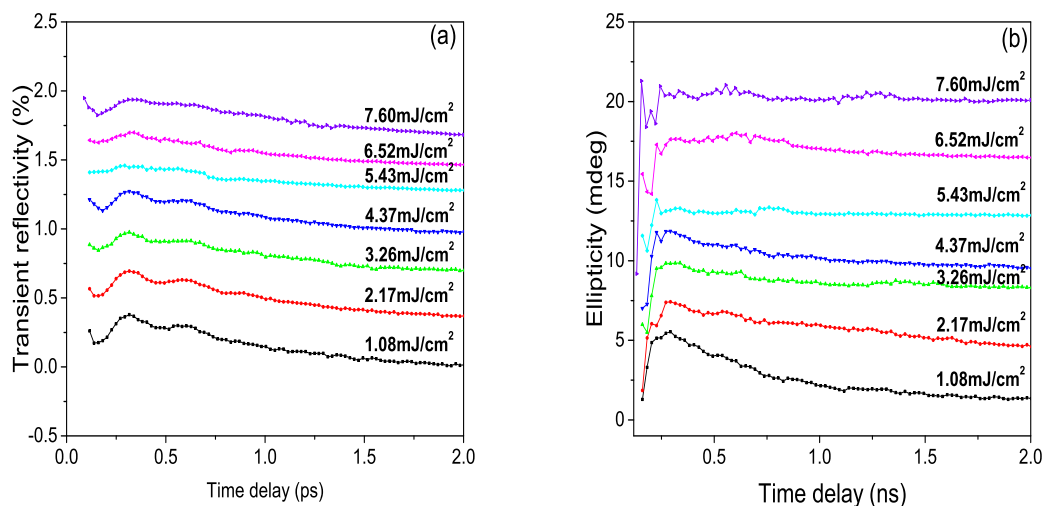 (a)
Transient reflectivity (%)
2.5
2.0
1.5
1.0
0.5
0.0
-0.5
7.60mJ/cm²
6.52mJ/cm²
5.43mJ/cm²
4.37mJ/cm²
3.26mJ/cm²
2.17mJ/cm²
1.08mJ/cm²
0.0 0.5 1.0 1.5 2.0
Time delay (ps)
(b)
Ellipticity (mdeg)
25
20
15
10
5
0
7.60mJ/cm²
6.52mJ/cm²
5.43mJ/cm²
4.37mJ/cm²
3.26mJ/cm²
2.17mJ/cm²
1.08mJ/cm²
0.5 1.0 1.5 2.0
Time delay (ns)